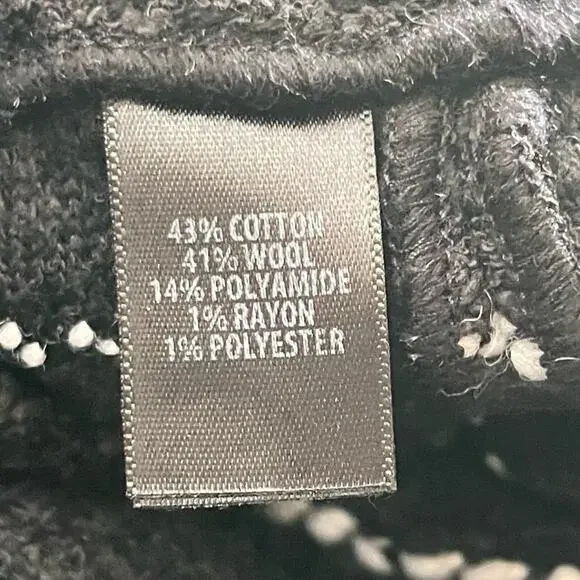 43% COTTON
41% WOOL
14% POLYAMIDE
1% RAYON
1% POLYESTER